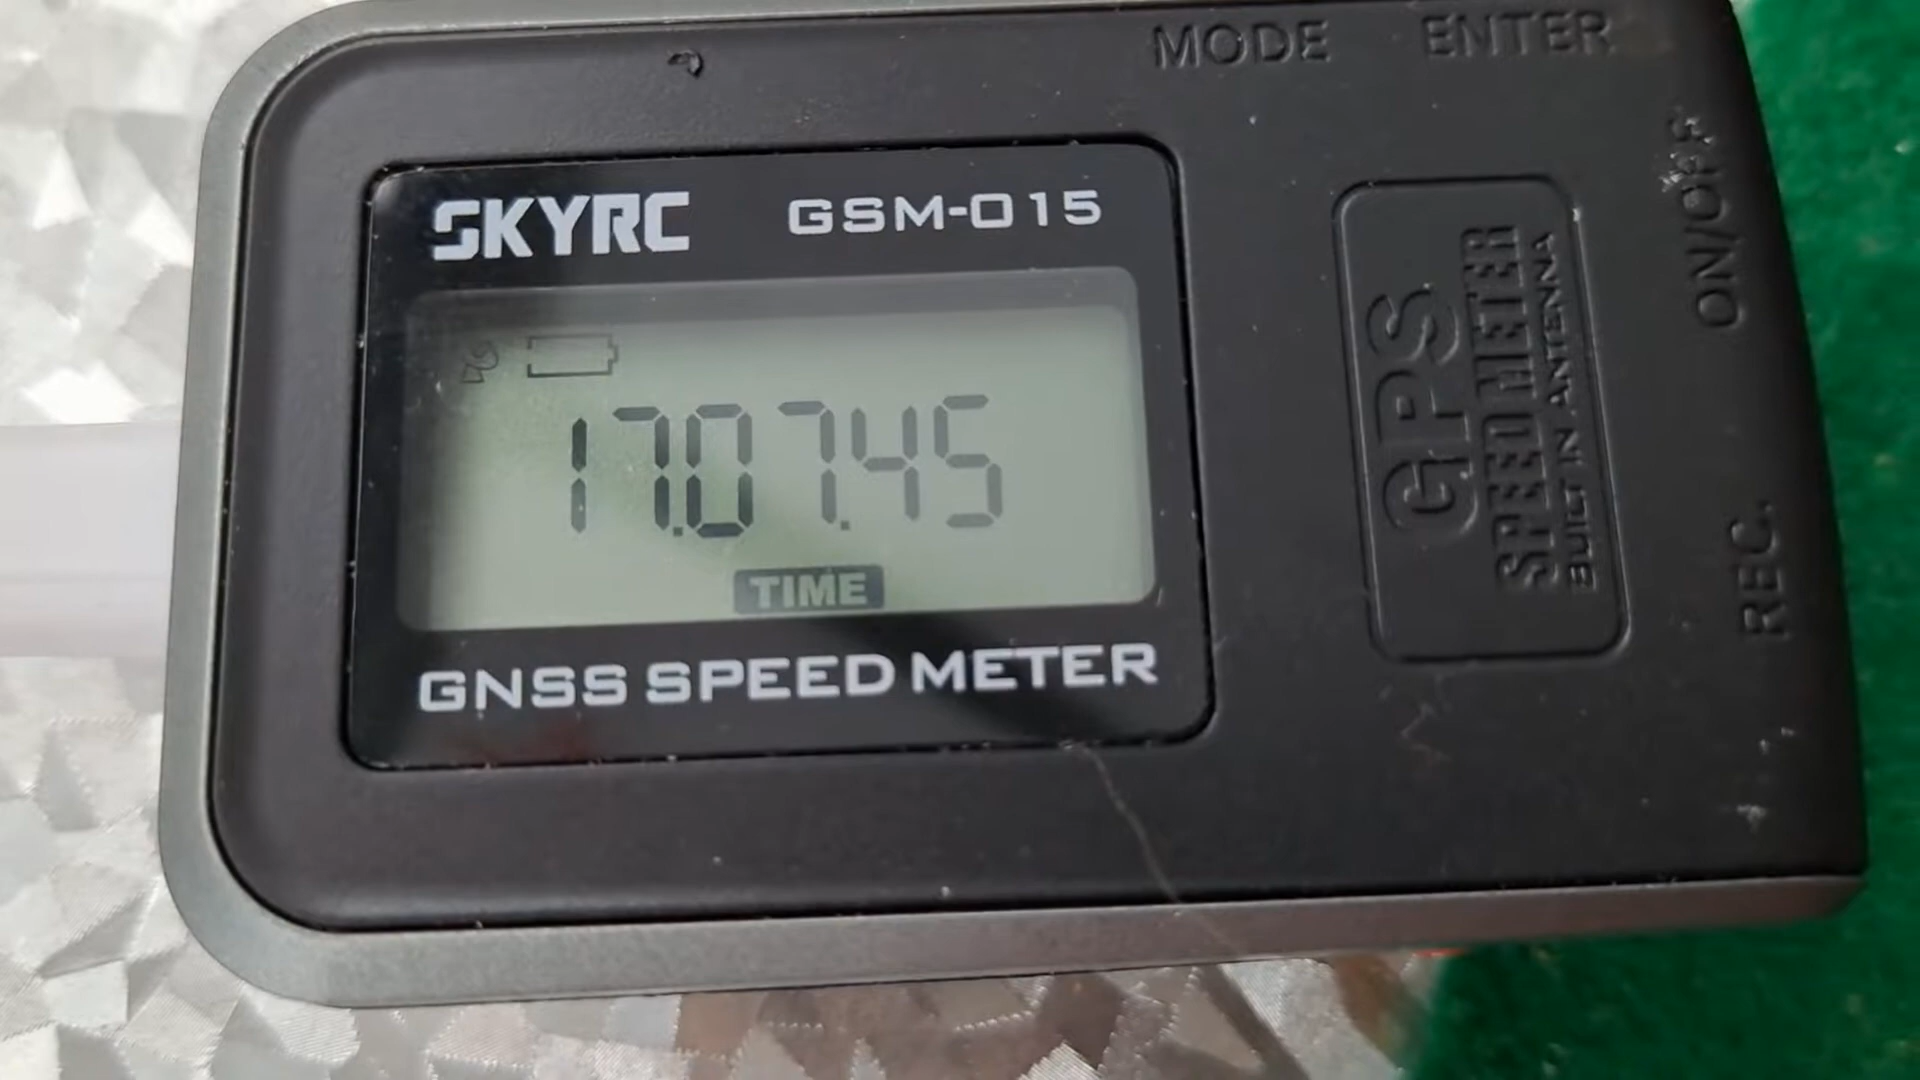 MODE ENTER
SKYRC GSM-015
17.07.45
TIME
GNSS SPEED METER
GPS
SPEED METER
BUILT IN ANTENNA
ON/OFF
REC.